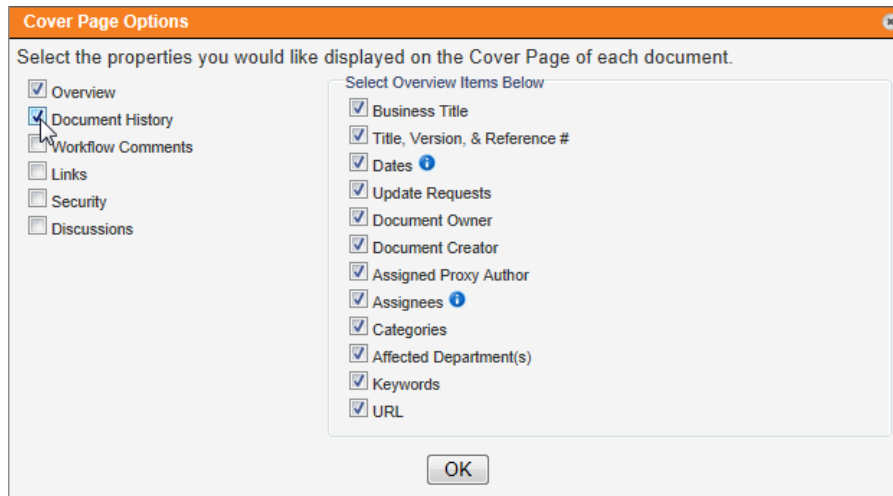 Cover Page Options
Select the properties you would like displayed on the Cover Page of each document.
Overview
Document History
Workflow Comments
Links
Security
Discussions
Select Overview Items Below
Business Title
Title, Version, & Reference #
Dates
Update Requests
Document Owner
Document Creator
Assigned Proxy Author
Assignees
Categories
Affected Department(s)
Keywords
URL
OK